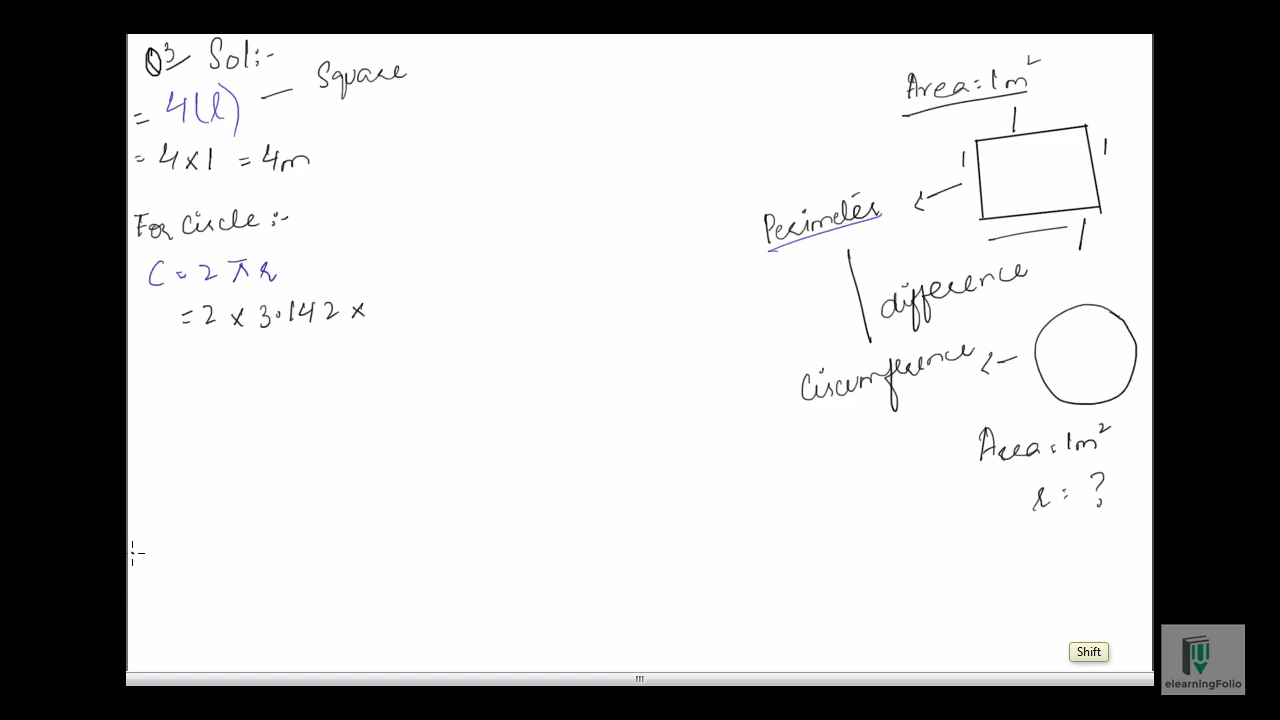 Q3 Sol:-
= 4(l) — Square
= 4 x 1 = 4m
For Circle :-
C = 2 π r
= 2 x 3.142 x
Area = 1m²
1
1
1
1
Perimeter
difference
Circumference
Area = 1m²
r = ?
Shift
elearningFolio